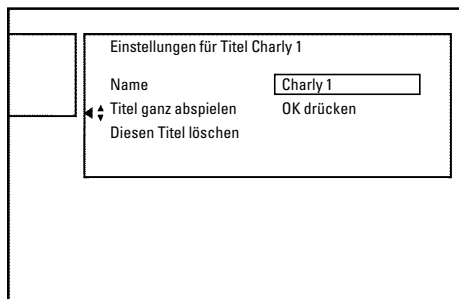 Einstellungen für Titel Charly 1
Name Charly 1
Titel ganz abspielen OK drücken
Diesen Titel löschen